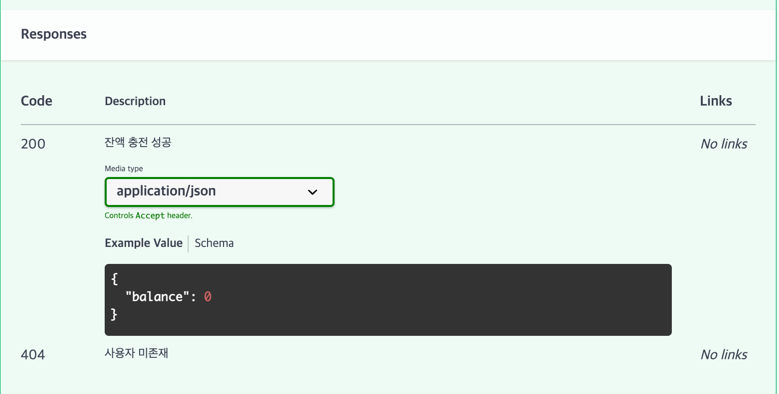 Responses
Code Description Links
200 잔액 충전 성공 No links
Media type
application/json
Controls Accept header.
Example Value Schema
{
"balance": 0
}
404 사용자 미존재 No links